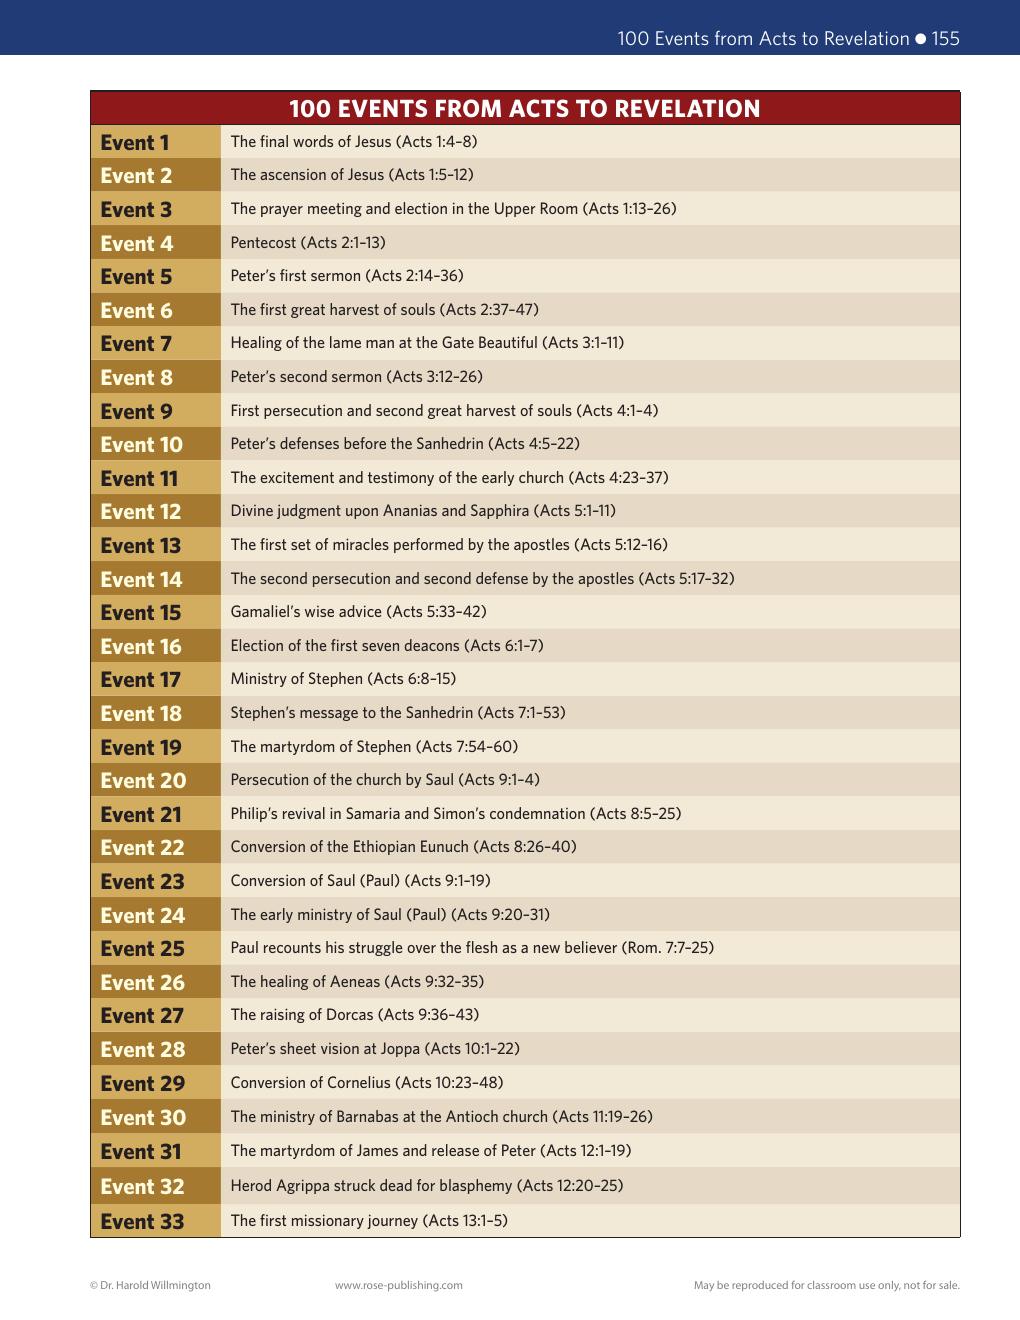 100 Events from Acts to Revelation ● 155
100 EVENTS FROM ACTS TO REVELATION
Event 1 The final words of Jesus (Acts 1:4–8)
Event 2 The ascension of Jesus (Acts 1:5–12)
Event 3 The prayer meeting and election in the Upper Room (Acts 1:13–26)
Event 4 Pentecost (Acts 2:1–13)
Event 5 Peter’s first sermon (Acts 2:14–36)
Event 6 The first great harvest of souls (Acts 2:37–47)
Event 7 Healing of the lame man at the Gate Beautiful (Acts 3:1–11)
Event 8 Peter’s second sermon (Acts 3:12–26)
Event 9 First persecution and second great harvest of souls (Acts 4:1–4)
Event 10 Peter’s defenses before the Sanhedrin (Acts 4:5–22)
Event 11 The excitement and testimony of the early church (Acts 4:23–37)
Event 12 Divine judgment upon Ananias and Sapphira (Acts 5:1–11)
Event 13 The first set of miracles performed by the apostles (Acts 5:12–16)
Event 14 The second persecution and second defense by the apostles (Acts 5:17–32)
Event 15 Gamaliel’s wise advice (Acts 5:33–42)
Event 16 Election of the first seven deacons (Acts 6:1–7)
Event 17 Ministry of Stephen (Acts 6:8–15)
Event 18 Stephen’s message to the Sanhedrin (Acts 7:1–53)
Event 19 The martyrdom of Stephen (Acts 7:54–60)
Event 20 Persecution of the church by Saul (Acts 9:1–4)
Event 21 Philip’s revival in Samaria and Simon’s condemnation (Acts 8:5–25)
Event 22 Conversion of the Ethiopian Eunuch (Acts 8:26–40)
Event 23 Conversion of Saul (Paul) (Acts 9:1–19)
Event 24 The early ministry of Saul (Paul) (Acts 9:20–31)
Event 25 Paul recounts his struggle over the flesh as a new believer (Rom. 7:7–25)
Event 26 The healing of Aeneas (Acts 9:32–35)
Event 27 The raising of Dorcas (Acts 9:36–43)
Event 28 Peter’s sheet vision at Joppa (Acts 10:1–22)
Event 29 Conversion of Cornelius (Acts 10:23–48)
Event 30 The ministry of Barnabas at the Antioch church (Acts 11:19–26)
Event 31 The martyrdom of James and release of Peter (Acts 12:1–19)
Event 32 Herod Agrippa struck dead for blasphemy (Acts 12:20–25)
Event 33 The first missionary journey (Acts 13:1–5)
© Dr. Harold Willmington www.rose-publishing.com May be reproduced for classroom use only, not for sale.